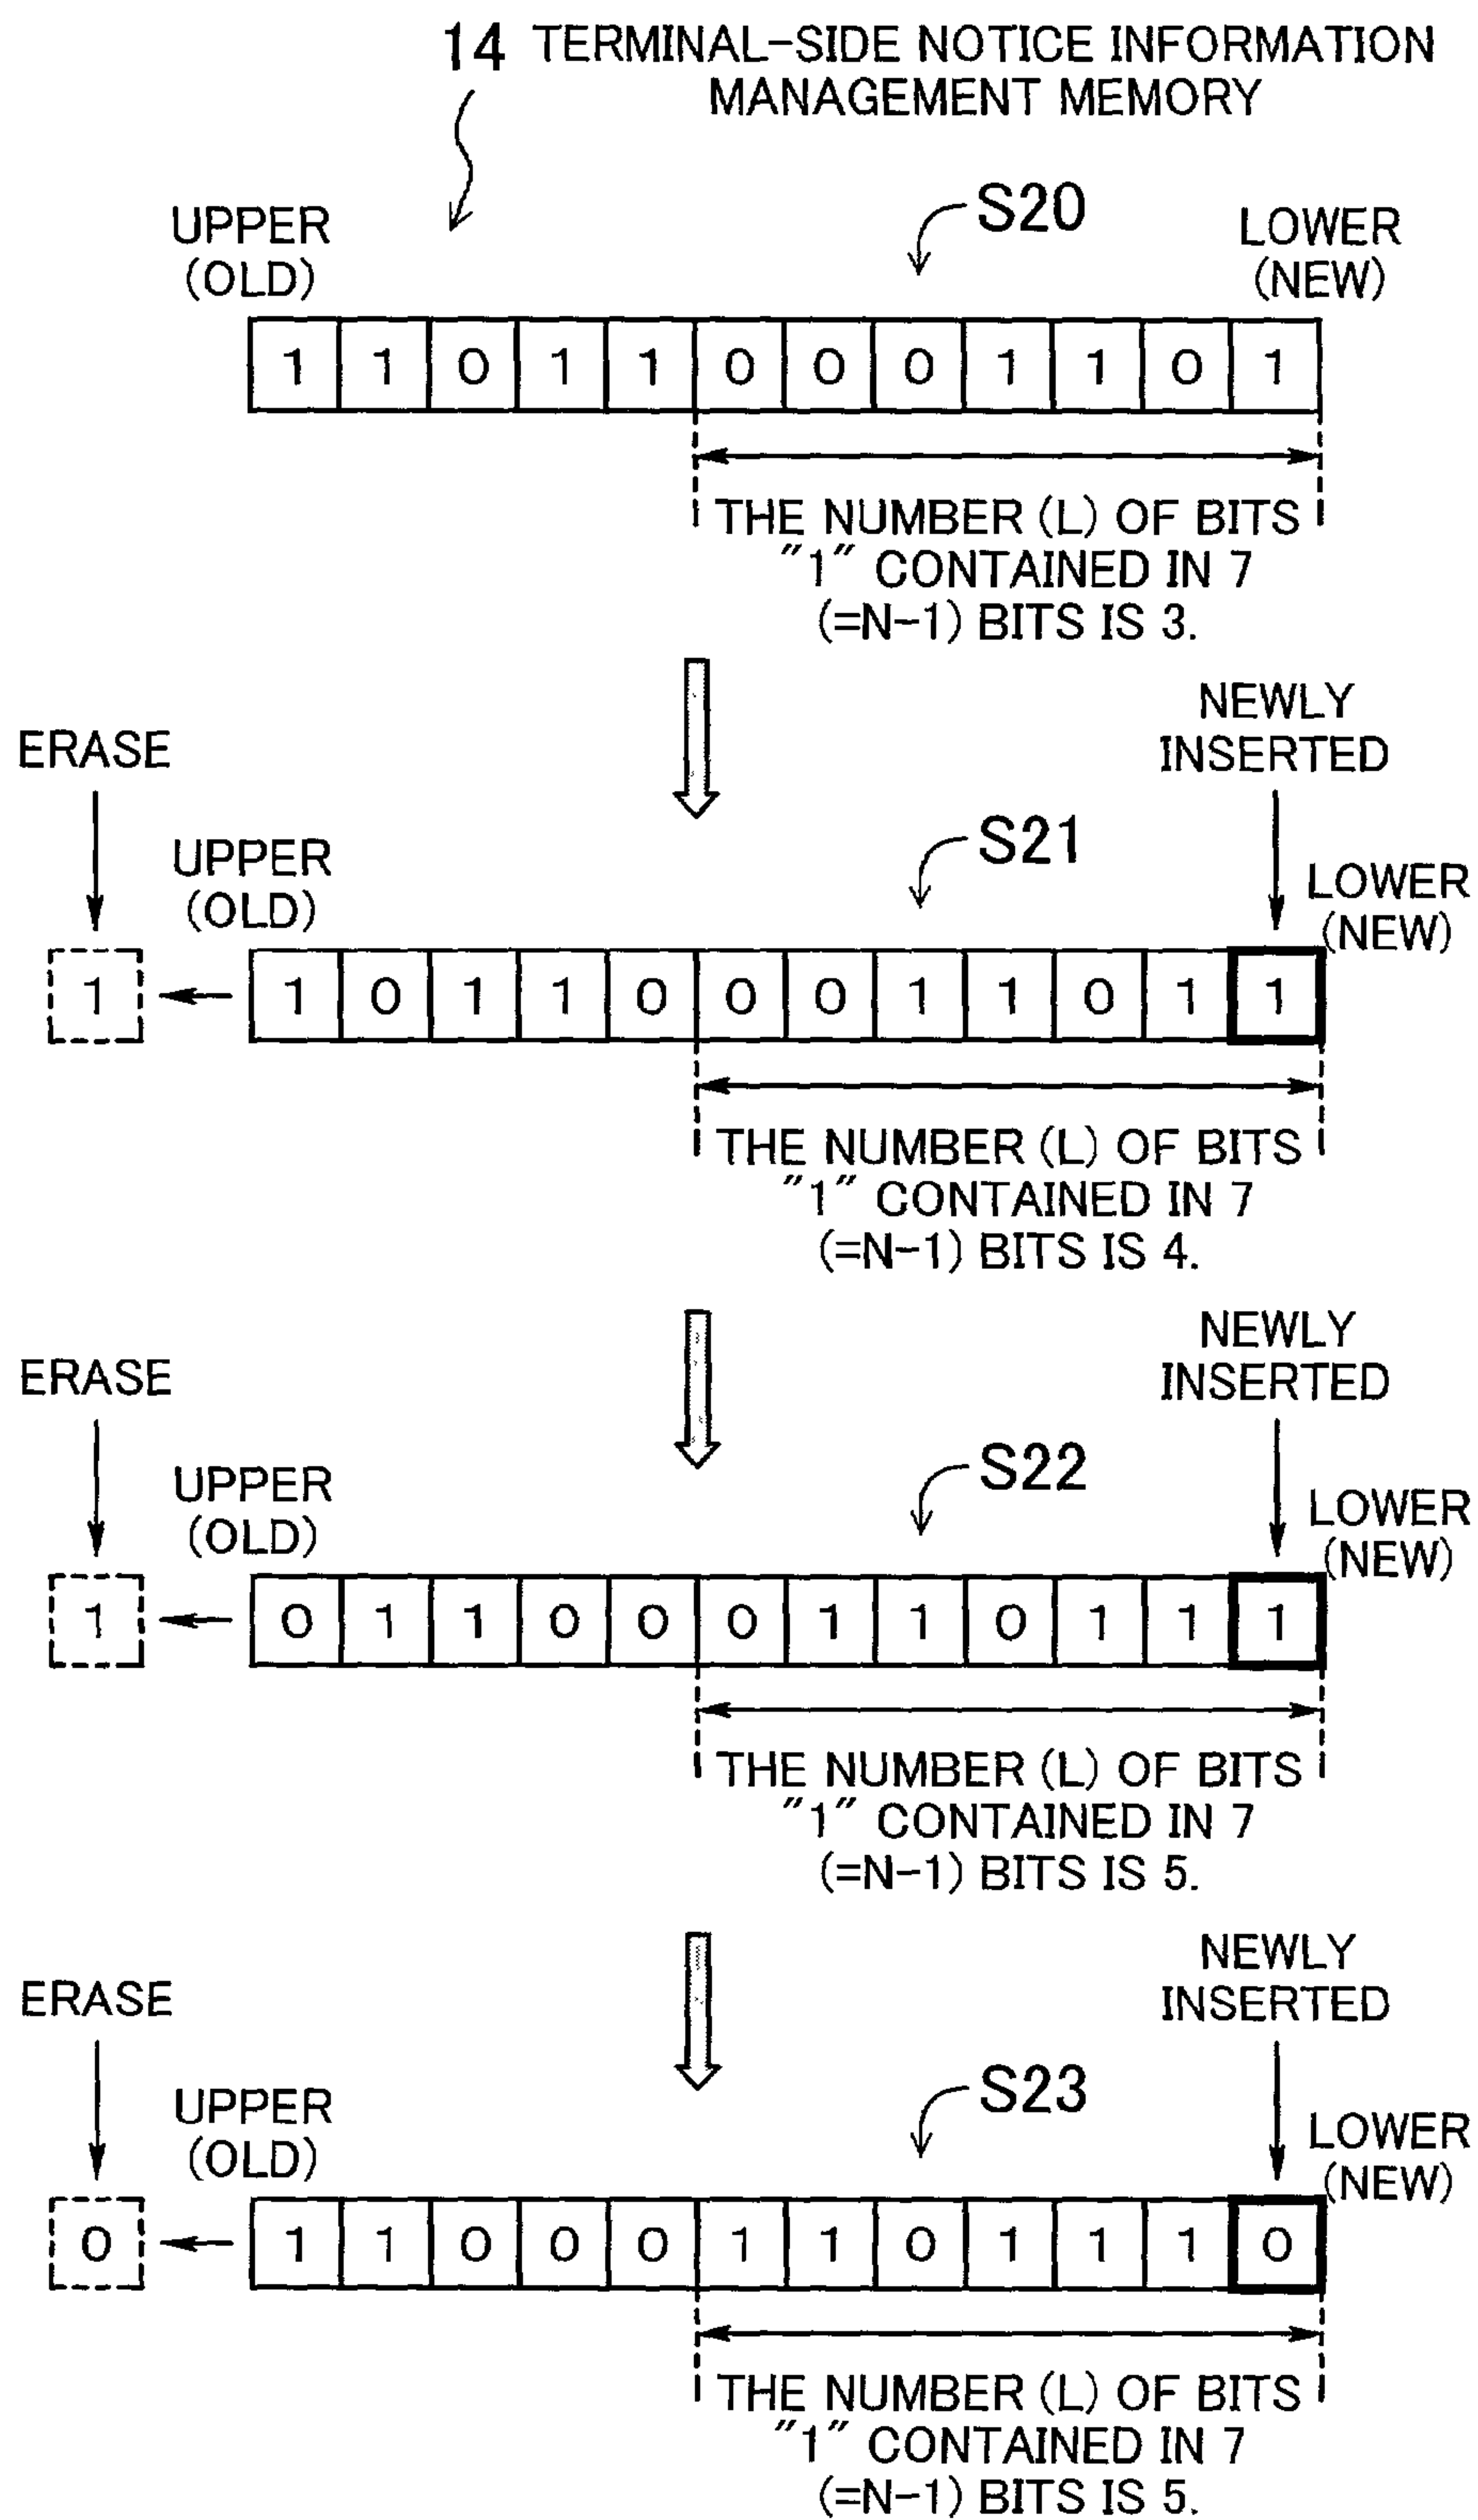 14 TERMINAL-SIDE NOTICE INFORMATION
MANAGEMENT MEMORY
S20
UPPER
(OLD)
LOWER
(NEW)
1 1 0 1 1 0 0 0 1 1 0 1
THE NUMBER (L) OF BITS
"1" CONTAINED IN 7
(=N-1) BITS IS 3.
ERASE
NEWLY
INSERTED
S21
UPPER
(OLD)
LOWER
(NEW)
1 1 0 1 1 0 0 0 1 1 0 1 1
THE NUMBER (L) OF BITS
"1" CONTAINED IN 7
(=N-1) BITS IS 4.
ERASE
NEWLY
INSERTED
S22
UPPER
(OLD)
LOWER
(NEW)
1 0 1 1 0 0 0 1 1 0 1 1 1
THE NUMBER (L) OF BITS
"1" CONTAINED IN 7
(=N-1) BITS IS 5.
ERASE
NEWLY
INSERTED
S23
UPPER
(OLD)
LOWER
(NEW)
0 1 1 0 0 0 1 1 0 1 1 1 0
THE NUMBER (L) OF BITS
"1" CONTAINED IN 7
(=N-1) BITS IS 5.